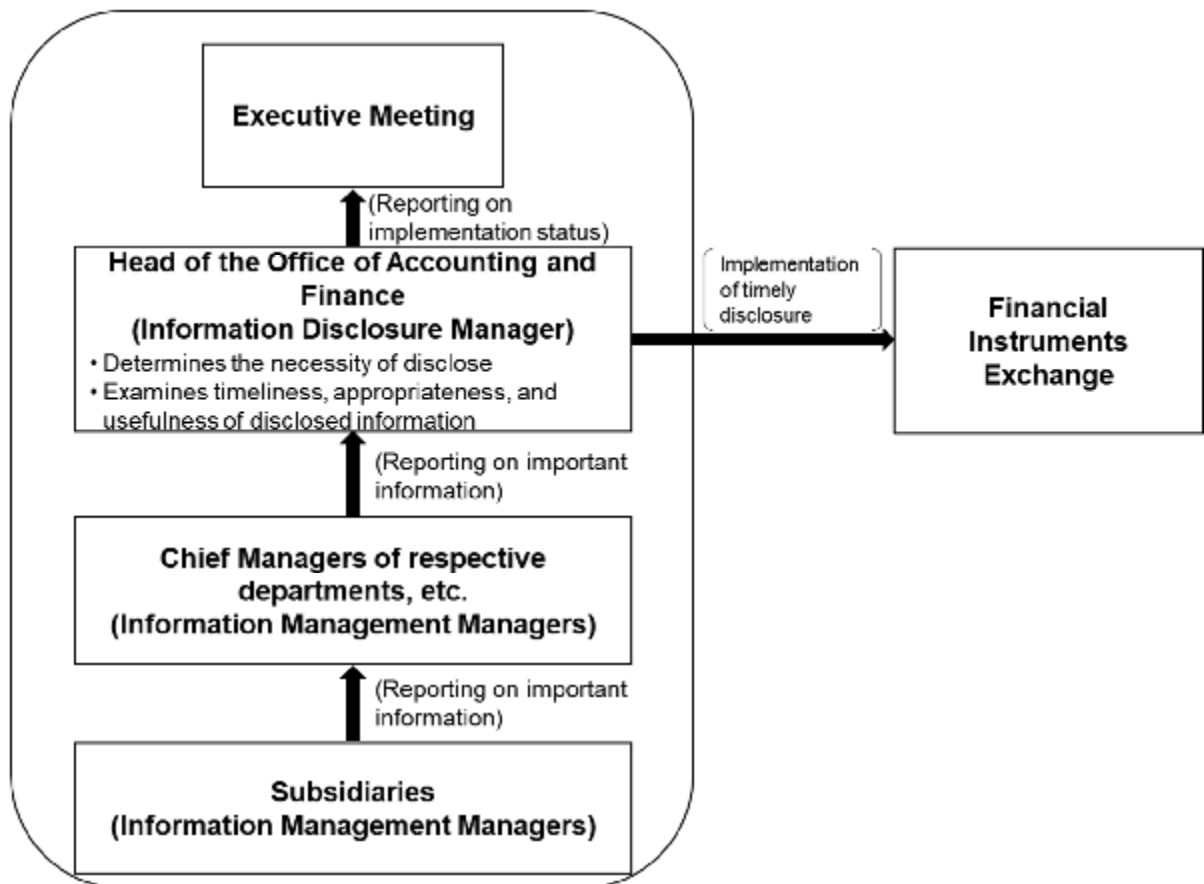 Executive Meeting
(Reporting on
implementation status)
Head of the Office of Accounting and
Finance
(Information Disclosure Manager)
• Determines the necessity of disclose
• Examines timeliness, appropriateness, and
usefulness of disclosed information
Implementation
of timely
disclosure
Financial
Instruments
Exchange
(Reporting on important
information)
Chief Managers of respective
departments, etc.
(Information Management Managers)
(Reporting on important
information)
Subsidiaries
(Information Management Managers)